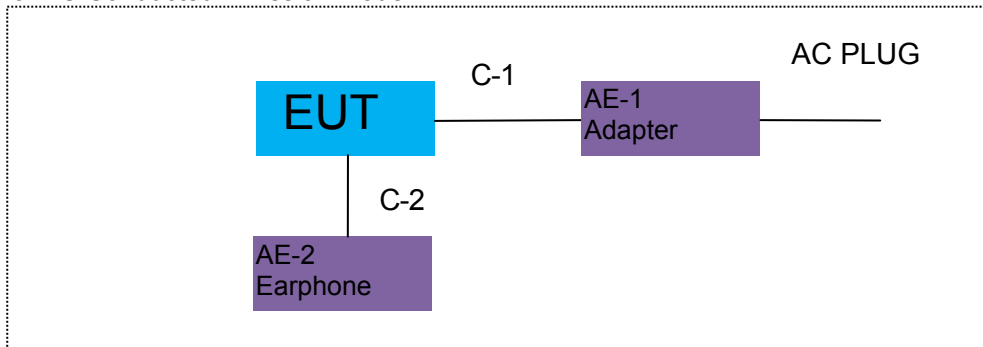 AC PLUG
C-1
EUT
AE-1
Adapter
C-2
AE-2
Earphone